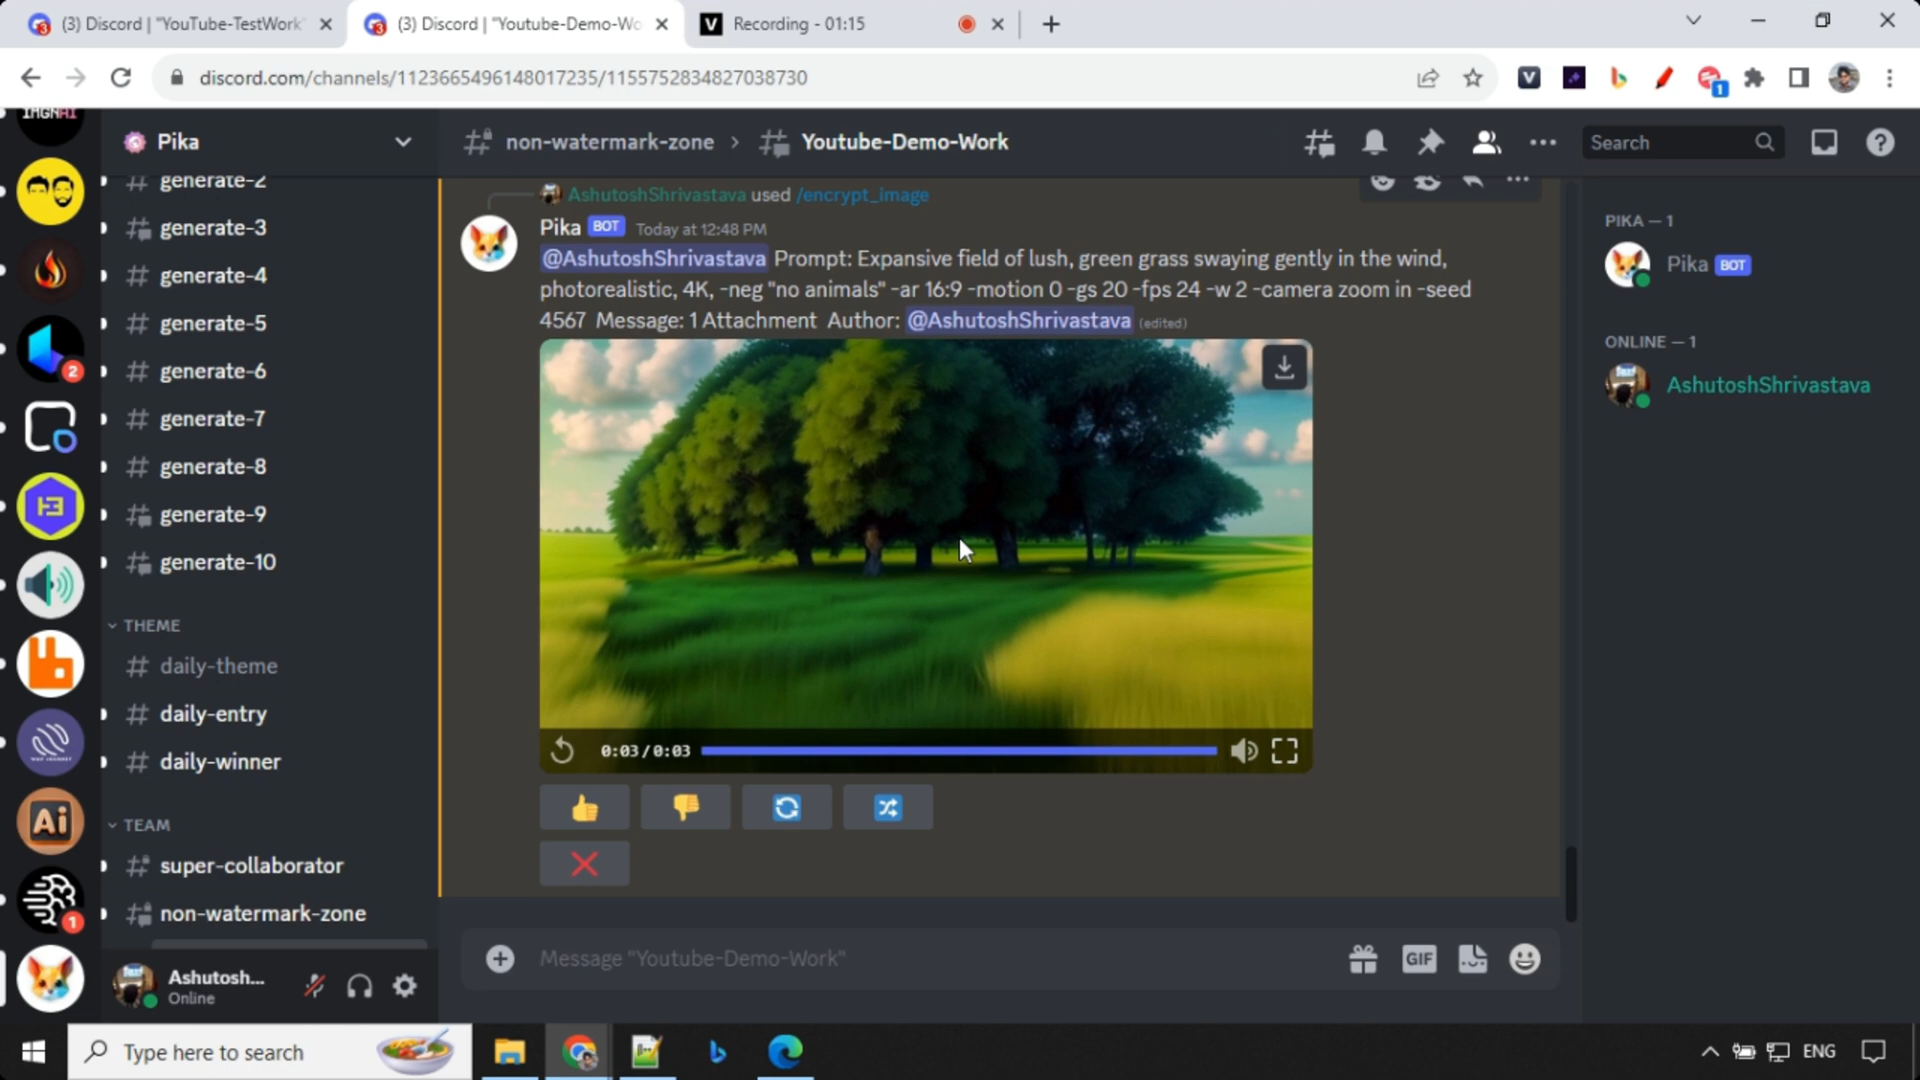 (3) Discord | "YouTube-TestWork"
(3) Discord | "Youtube-Demo-Wo
Recording - 01:15
discord.com/channels/1123665496148017235/1155752834827038730
1
IMGNAI
Pika
non-watermark-zone > Youtube-Demo-Work
Search
generate-2
generate-3
generate-4
generate-5
generate-6
generate-7
generate-8
generate-9
generate-10
THEME
daily-theme
daily-entry
daily-winner
TEAM
super-collaborator
non-watermark-zone
2
Ai
1
Ashutosh...
Online
AshutoshShrivastava used /encrypt_image
Pika BOT Today at 12:48 PM
@AshutoshShrivastava Prompt: Expansive field of lush, green grass swaying gently in the wind,
photorealistic, 4K, -neg "no animals" -ar 16:9 -motion 0 -gs 20 -fps 24 -w 2 -camera zoom in -seed
4567 Message: 1 Attachment Author: @AshutoshShrivastava (edited)
0:03/0:03
Message "Youtube-Demo-Work"
GIF
PIKA — 1
Pika BOT
ONLINE — 1
AshutoshShrivastava
Type here to search
ENG